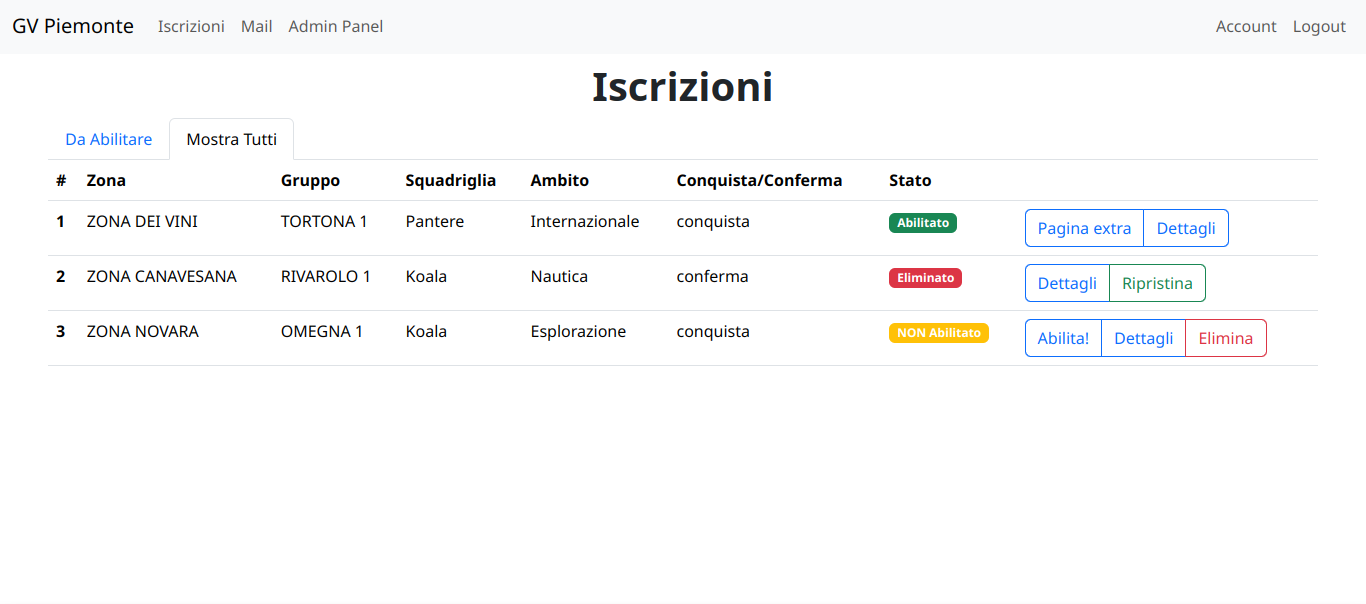 GV Piemonte Iscrizioni Mail Admin Panel Account Logout
Iscrizioni
Da Abilitare Mostra Tutti
# Zona Gruppo Squadriglia Ambito Conquista/Conferma Stato
1 ZONA DEI VINI TORTONA 1 Pantere Internazionale conquista Abilitato Pagina extra Dettagli
2 ZONA CANAVESANA RIVAROLO 1 Koala Nautica conferma Eliminato Dettagli Ripristina
3 ZONA NOVARA OMEGNA 1 Koala Esplorazione conquista NON Abilitato Abilita! Dettagli Elimina